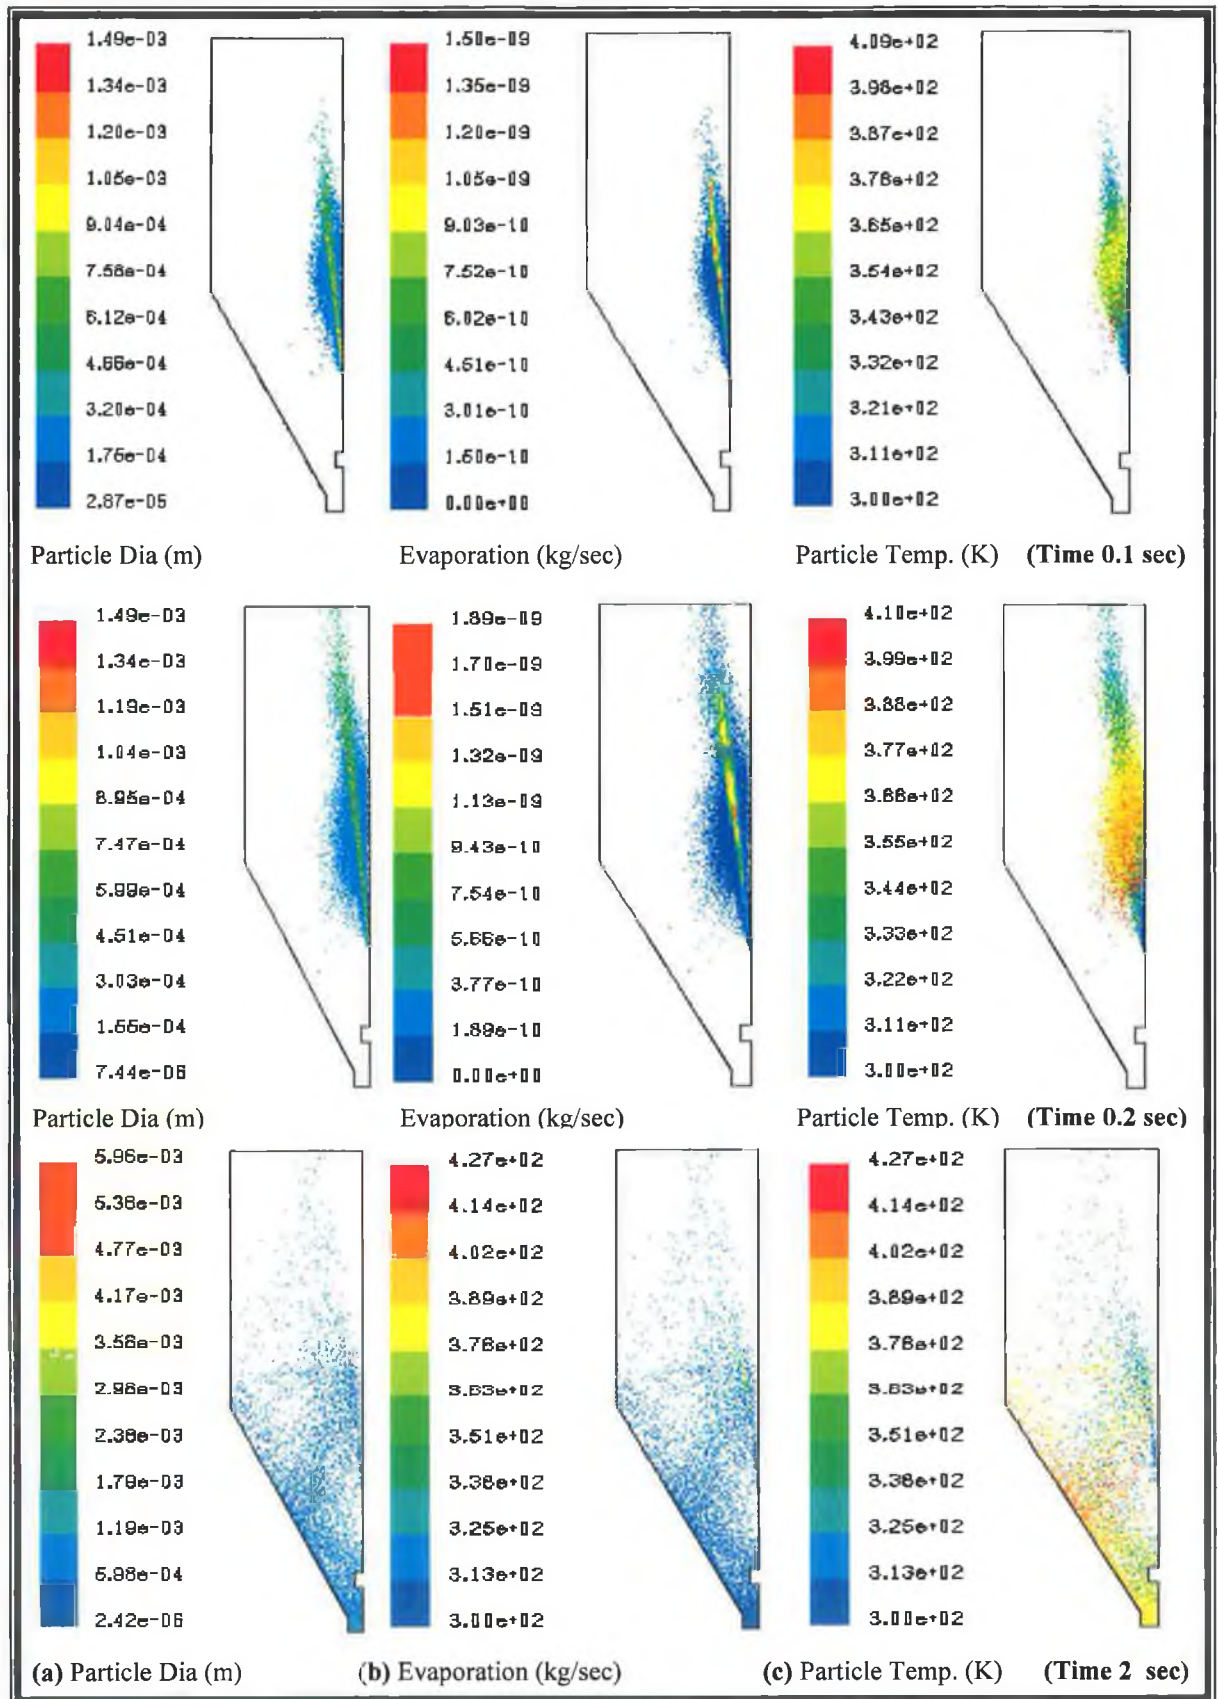 1.49e-03
1.34e-03
1.20e-03
1.05e-03
9.04e-04
7.58e-04
6.12e-04
4.66e-04
3.20e-04
1.75e-04
2.87e-05
Particle Dia (m)
1.50e-09
1.35e-09
1.20e-09
1.05e-09
9.03e-10
7.52e-10
6.02e-10
4.51e-10
3.01e-10
1.50e-10
0.00e+00
Evaporation (kg/sec)
4.09e+02
3.98e+02
3.87e+02
3.76e+02
3.65e+02
3.54e+02
3.43e+02
3.32e+02
3.21e+02
3.11e+02
3.00e+02
Particle Temp. (K) (Time 0.1 sec)
1.49e-03
1.34e-03
1.19e-03
1.04e-03
8.95e-04
7.47e-04
5.99e-04
4.51e-04
3.03e-04
1.55e-04
7.44e-06
Particle Dia (m)
1.89e-09
1.70e-09
1.51e-09
1.32e-09
1.13e-09
9.43e-10
7.54e-10
5.66e-10
3.77e-10
1.89e-10
0.00e+00
Evaporation (kg/sec)
4.10e+02
3.99e+02
3.88e+02
3.77e+02
3.66e+02
3.55e+02
3.44e+02
3.33e+02
3.22e+02
3.11e+02
3.00e+02
Particle Temp. (K) (Time 0.2 sec)
5.96e-03
5.36e-03
4.77e-03
4.17e-03
3.58e-03
2.98e-03
2.38e-03
1.79e-03
1.19e-03
5.98e-04
2.42e-06
(a) Particle Dia (m)
4.27e+02
4.14e+02
4.02e+02
3.89e+02
3.76e+02
3.63e+02
3.51e+02
3.38e+02
3.25e+02
3.13e+02
3.00e+02
(b) Evaporation (kg/sec)
4.27e+02
4.14e+02
4.02e+02
3.89e+02
3.76e+02
3.63e+02
3.51e+02
3.38e+02
3.25e+02
3.13e+02
3.00e+02
(c) Particle Temp. (K) (Time 2 sec)